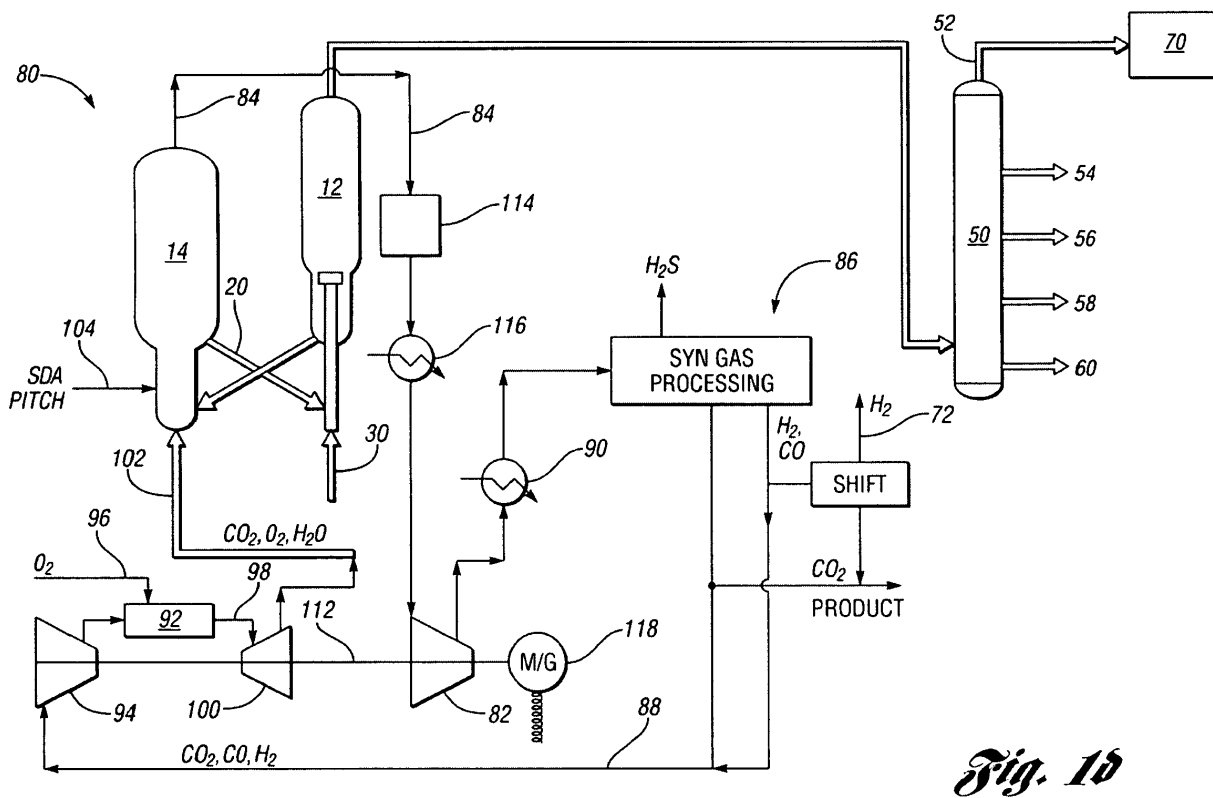 52
70
80
84
84
12
114
14
54
50
56
20
H2S
86
58
116
104
SYN GAS
PROCESSING
60
SDA
PITCH
H2
72
H2,
CO
90
30
SHIFT
102
96
CO2, O2, H2O
O2
98
CO2
92
112
PRODUCT
118
M/G
94
100
82
88
CO2, CO, H2
Fig. 1d